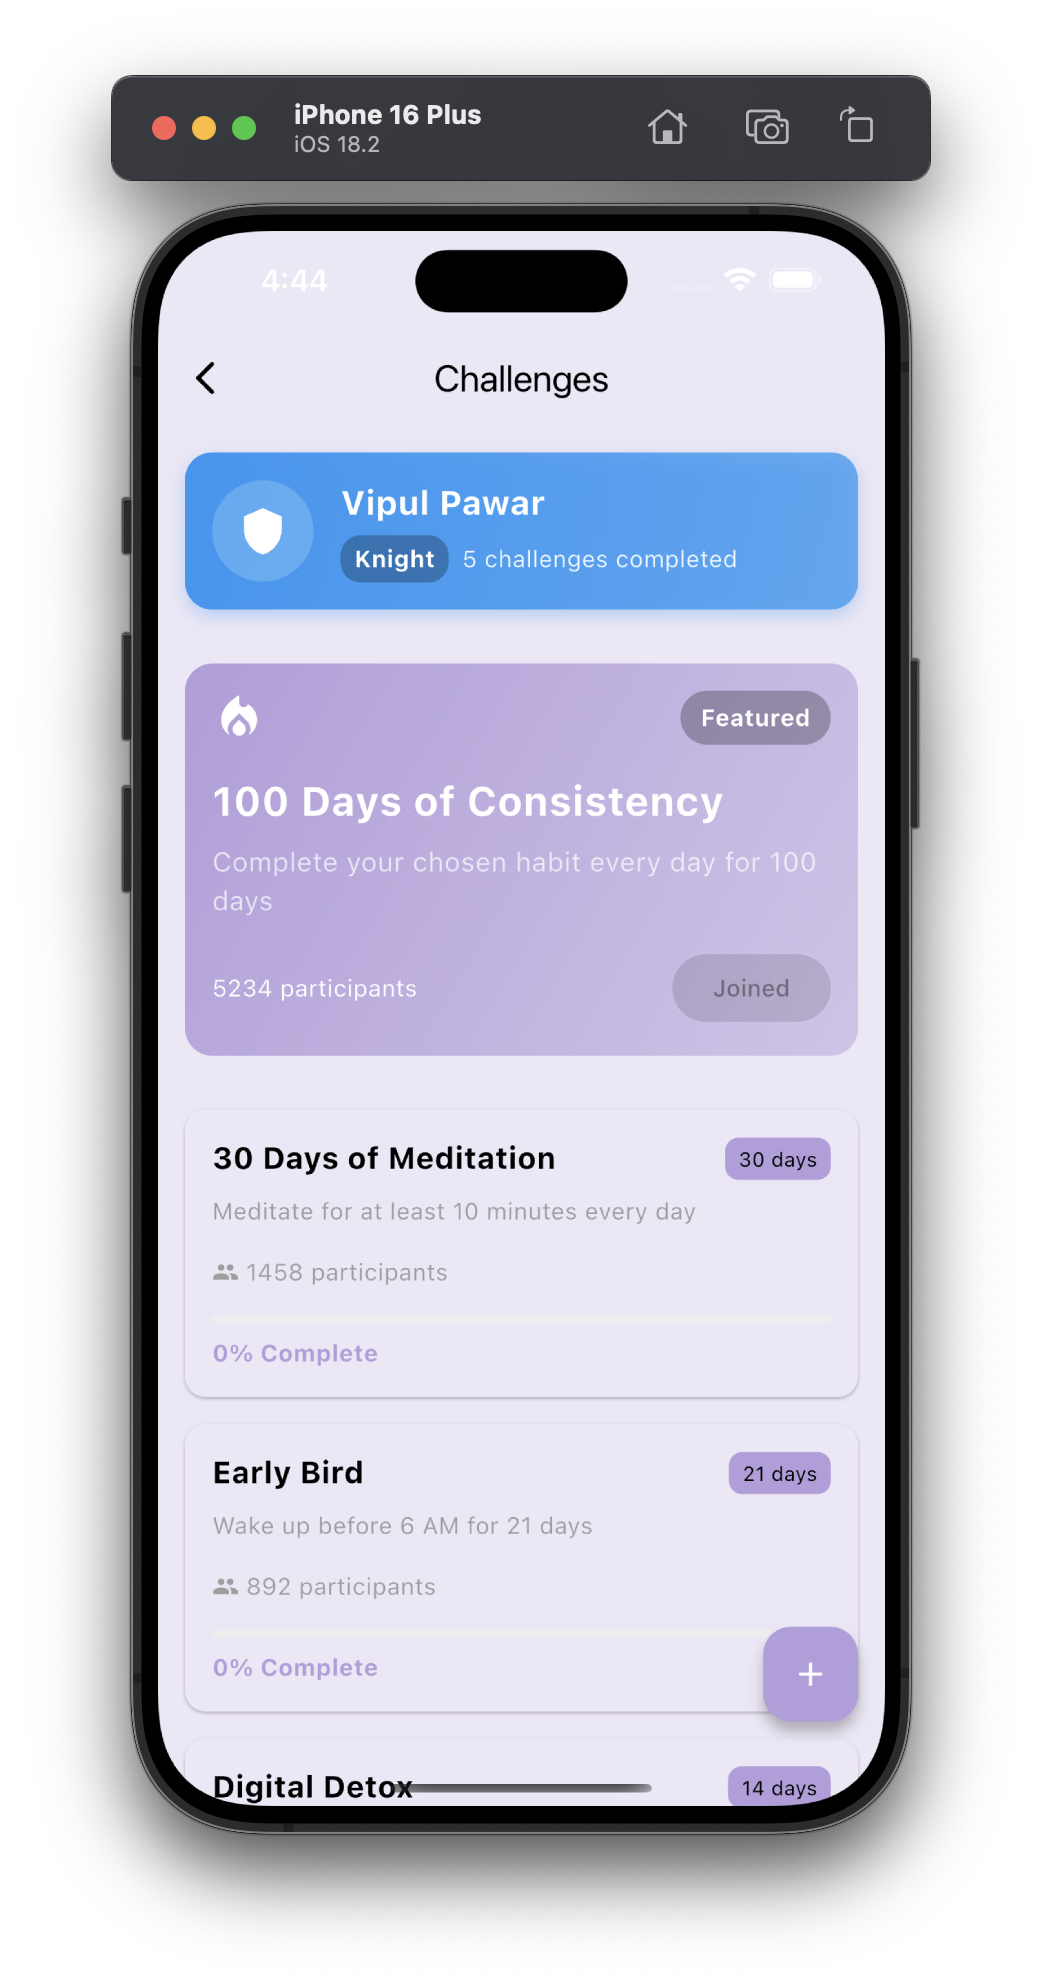 iPhone 16 Plus
iOS 18.2
4:44
Challenges
Vipul Pawar
Knight 5 challenges completed
Featured
100 Days of Consistency
Complete your chosen habit every day for 100
days
5234 participants Joined
30 Days of Meditation 30 days
Meditate for at least 10 minutes every day
1458 participants
0% Complete
Early Bird 21 days
Wake up before 6 AM for 21 days
892 participants
0% Complete
+
Digital Detox 14 days